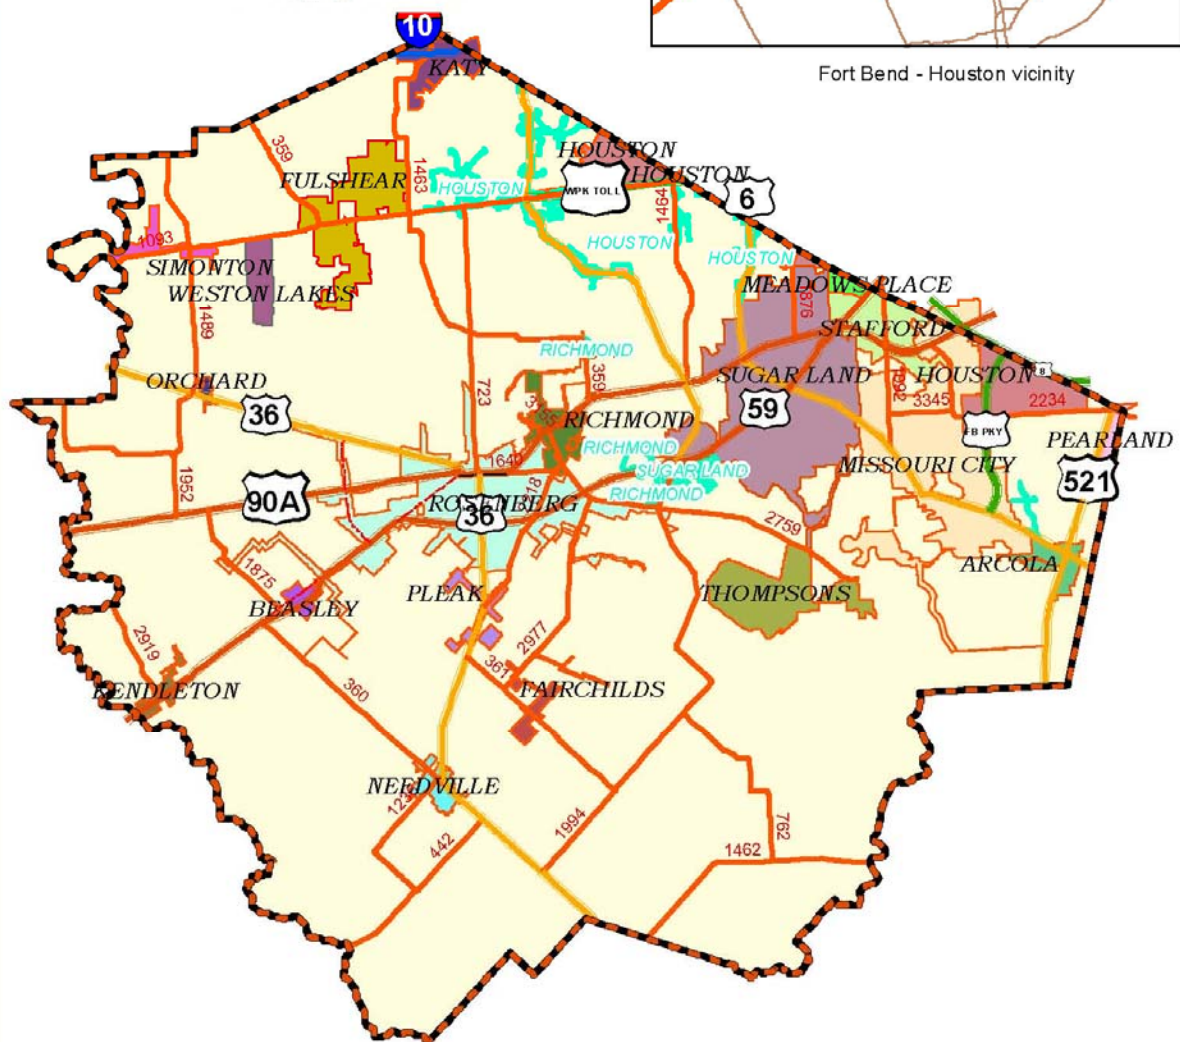 10
KATY
Fort Bend - Houston vicinity
359
HOUSTON
FULSHEAR
1463
HOUSTON
WPK TOLL
HOUSTON
6
1464
1093
HOUSTON
HOUSTON
SIMONTON
WESTON LAKES
MEADOWS PLACE
876
1489
STAFFORD
RICHMOND
ORCHARD
359
SUGAR LAND
HOUSTON
8
723
36
59
1092
3345
2234
RICHMOND
FB PKY
PEARLAND
RICHMOND
1640
SUGAR LAND
MISSOURI CITY
521
1952
90A
ROSENBERG
218
RICHMOND
36
2759
1875
ARCOLA
BEASLEY
PLEAK
THOMPSONS
2919
2977
361
KENDLETON
360
FAIRCHILDS
NEEDVILLE
1994
762
442
1462